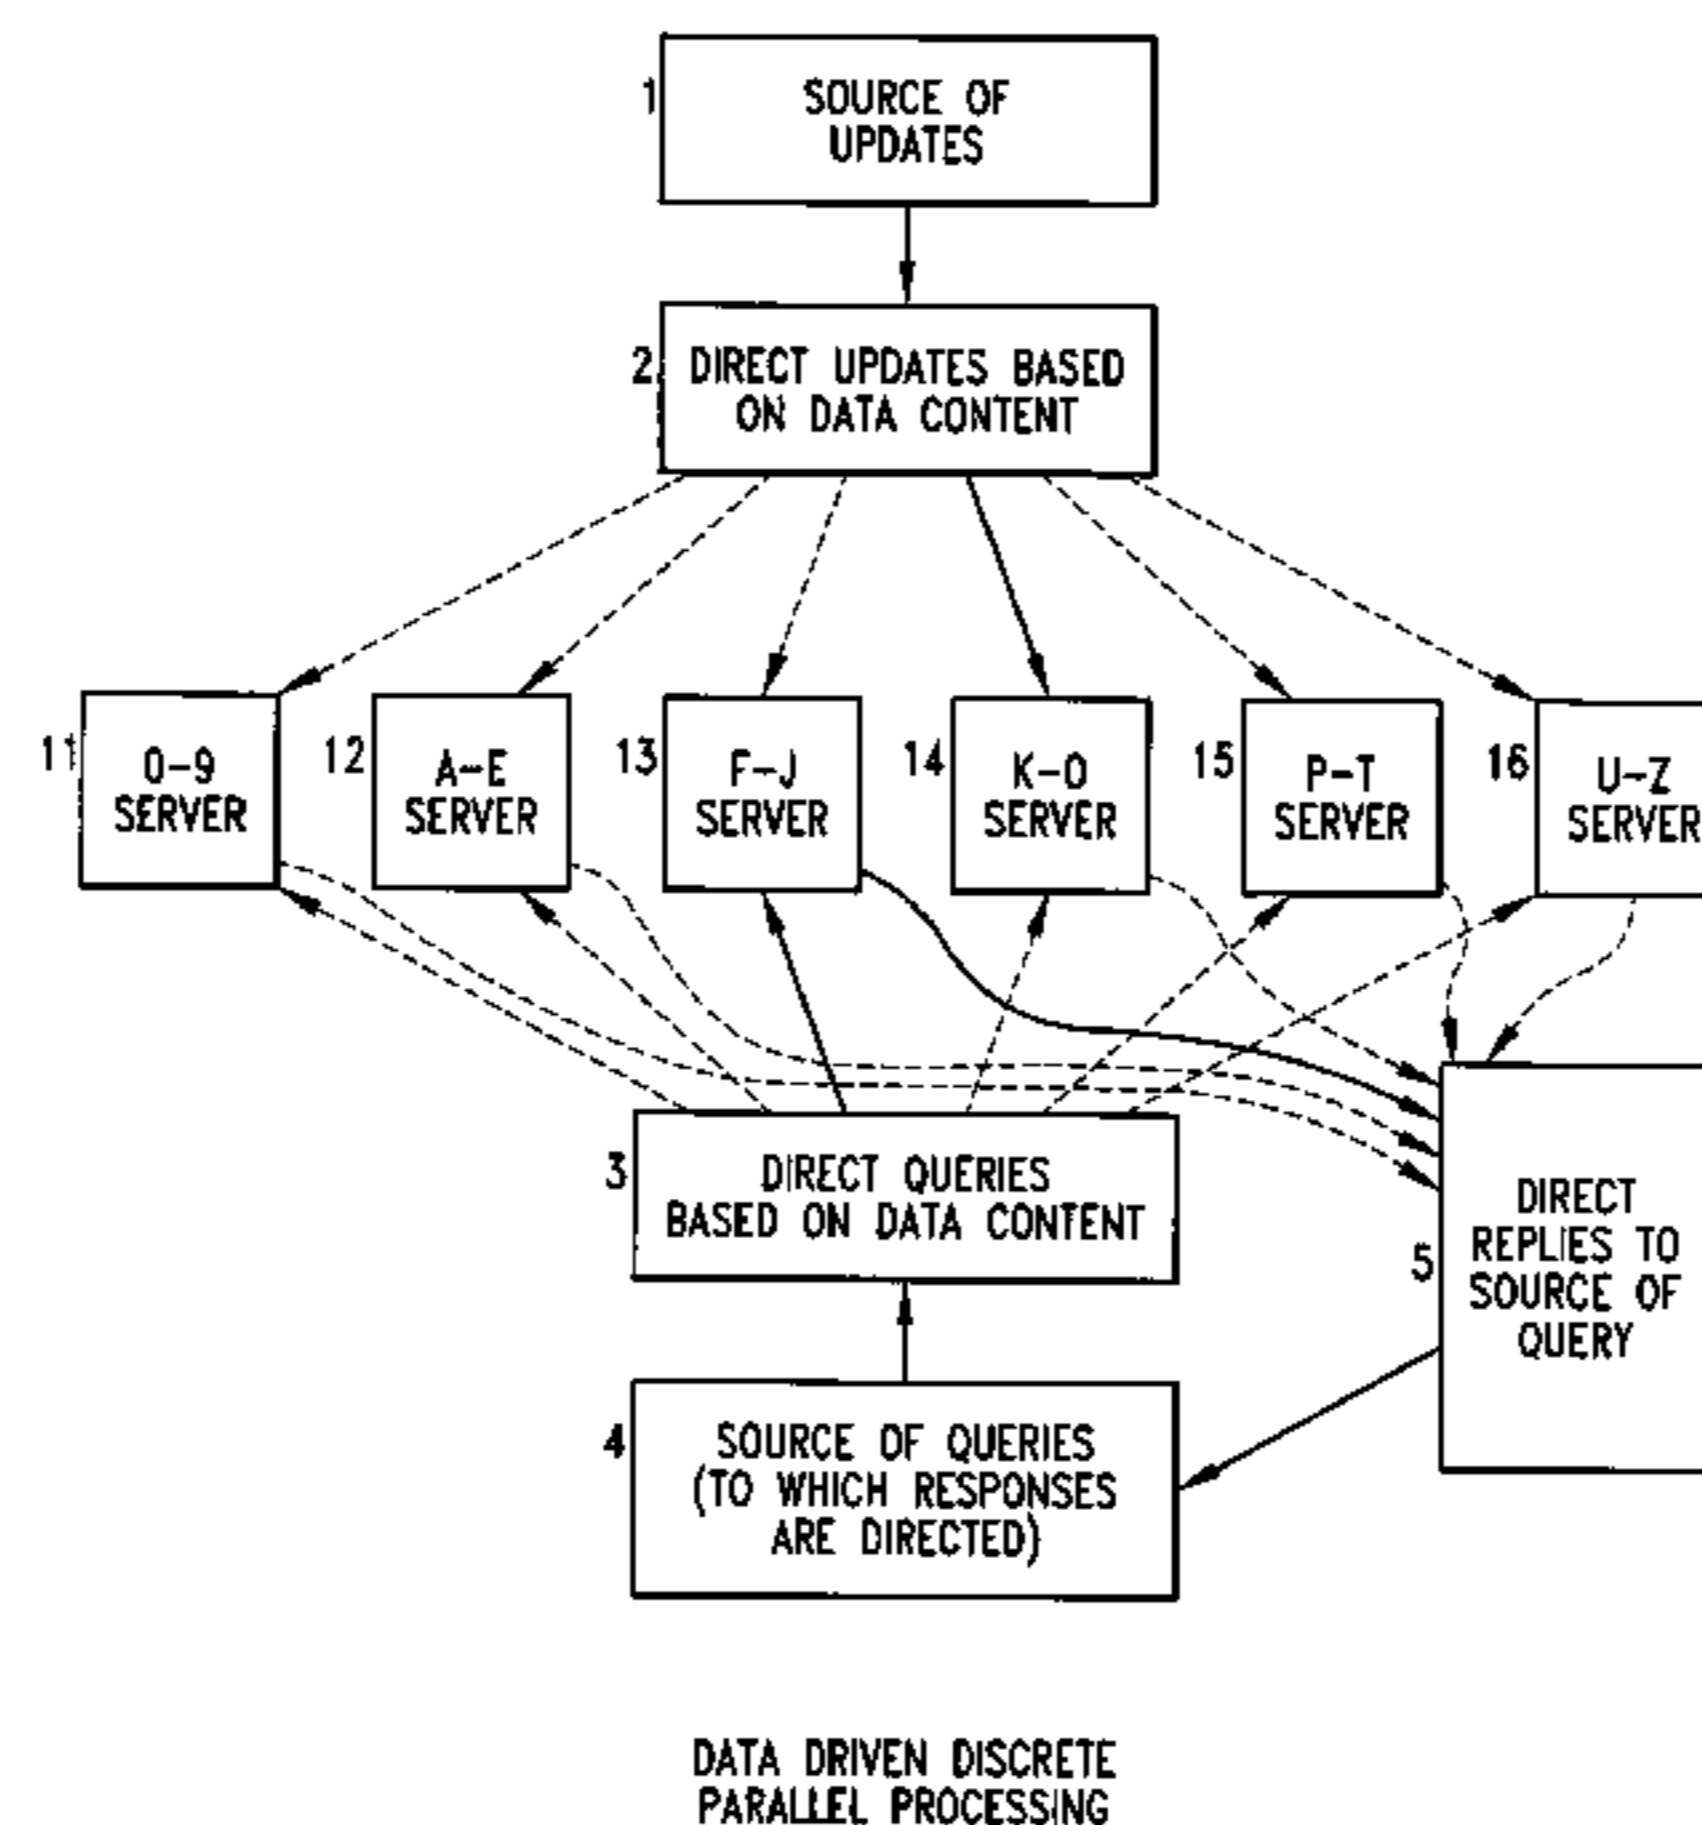 1
SOURCE OF
UPDATES
2
DIRECT UPDATES BASED
ON DATA CONTENT
11
0-9
SERVER
12
A-E
SERVER
13
F-J
SERVER
14
K-O
SERVER
15
P-T
SERVER
16
U-Z
SERVER
3
DIRECT QUERIES
BASED ON DATA CONTENT
5
DIRECT
REPLIES TO
SOURCE OF
QUERY
4
SOURCE OF QUERIES
(TO WHICH RESPONSES
ARE DIRECTED)
DATA DRIVEN DISCRETE
PARALLEL PROCESSING